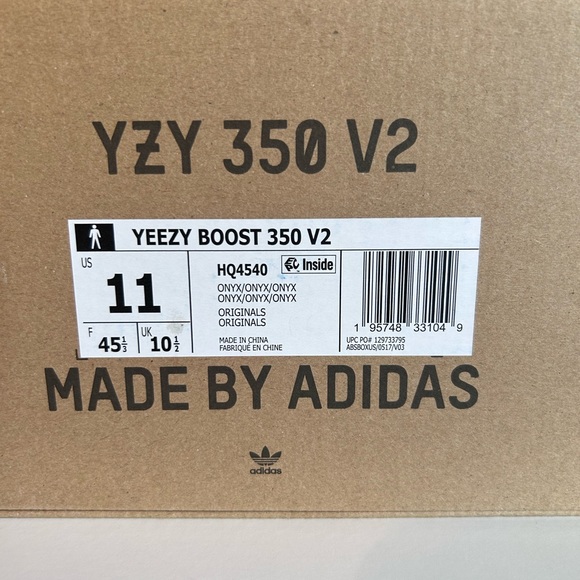 YZY 350 V2
YEEZY BOOST 350 V2
US
11
F
45⅓
UK
10½
HQ4540
Inside
ONYX/ONYX/ONYX
ONYX/ONYX/ONYX
ORIGINALS
ORIGINALS
MADE IN CHINA
FABRIQUÉ EN CHINE
1 95748 33104 9
UPC PO# 129733795
ABSBOXUS/0517/V03
MADE BY ADIDAS
adidas